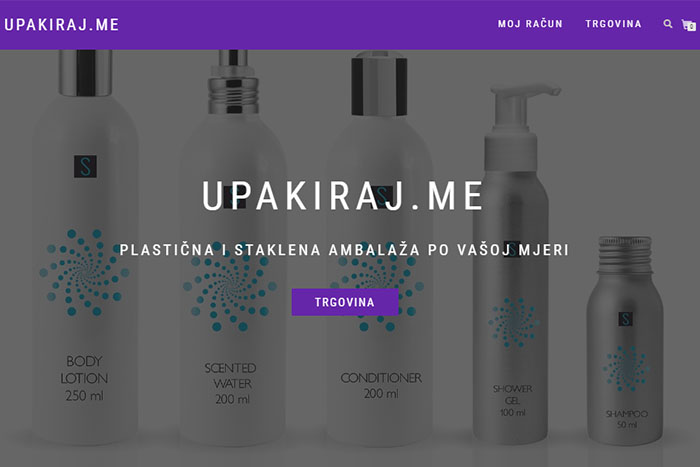 UPAKIRAJ.ME
MOJ RAČUN
TRGOVINA
0
UPAKIRAJ.ME
PLASTIČNA I STAKLENA AMBALAŽA PO VAŠOJ MJERI
TRGOVINA
S
BODY
LOTION
250 ml
S
SCENTED
WATER
200 ml
S
CONDITIONER
200 ml
S
SHOWER
GEL
100 ml
S
SHAMPOO
50 ml